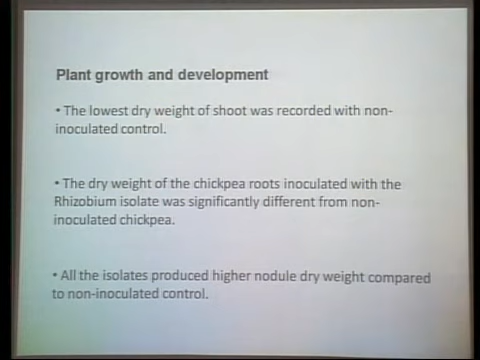 Plant growth and development
• The lowest dry weight of shoot was recorded with non-
inoculated control.
• The dry weight of the chickpea roots inoculated with the
Rhizobium isolate was significantly different from non-
inoculated chickpea.
• All the isolates produced higher nodule dry weight compared
to non-inoculated control.